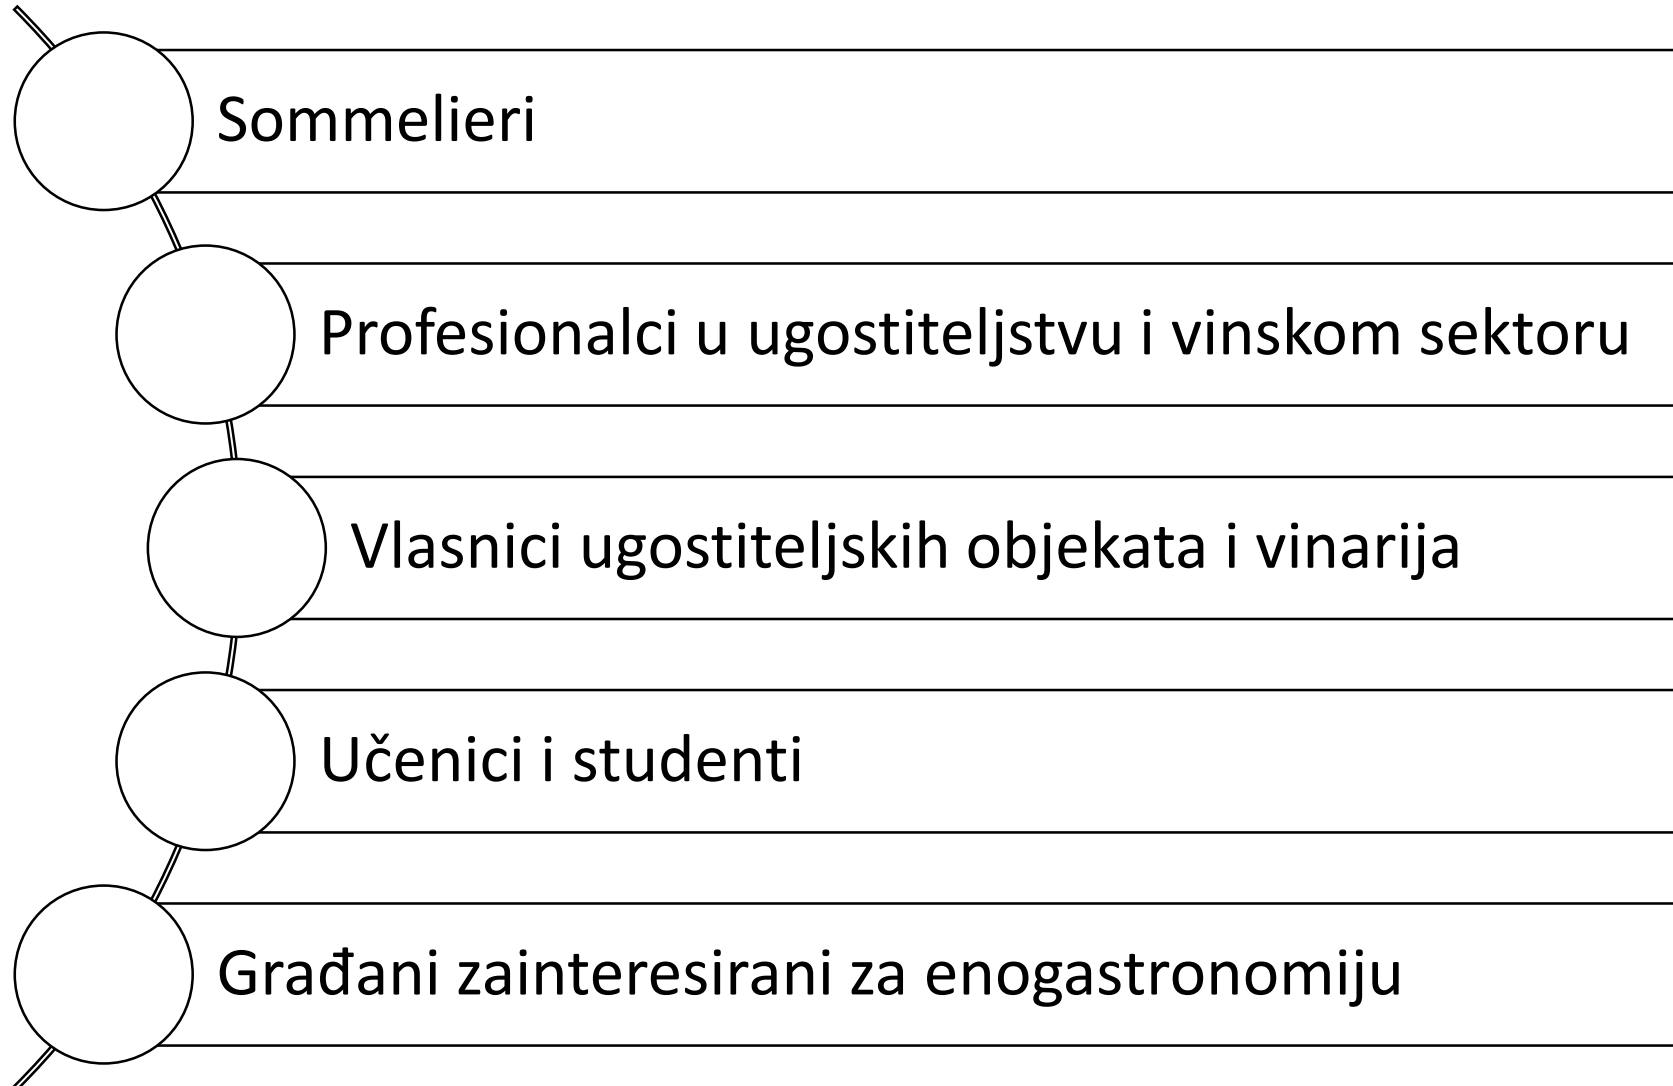 Sommelieri
Profesionalci u ugostiteljstvu i vinskom sektoru
Vlasnici ugostiteljskih objekata i vinarija
Učenici i studenti
Građani zainteresirani za enogastronomiju